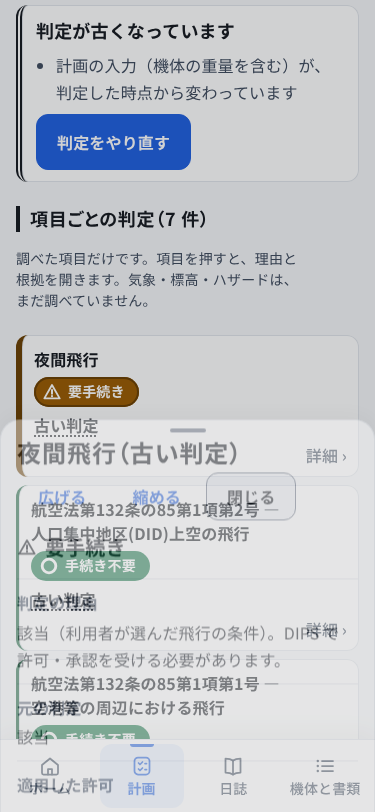 判定が古くなっています
• 計画の入力（機体の重量を含む）が、
判定した時点から変わっています
判定をやり直す
項目ごとの判定（7 件）
調べた項目だけです。項目を押すと、理由と
根拠を開きます。気象・標高・ハザードは、
まだ調べていません。
夜間飛行
要手続き
古い判定
夜間飛行（古い判定）
詳細 ›
広げる
縮める
閉じる
航空法第132条の85第1項第2号 —
人口集中地区(DID)上空の飛行
要手続き
手続き不要
古い判定
該当（利用者が選んだ飛行の条件）。DIPS で
詳細 ›
許可・承認を受ける必要があります。
航空法第132条の85第1項第1号 —
空港等の周辺における飛行
該当
手続き不要
適用した許可
ホーム
計画
日誌
機体と書類